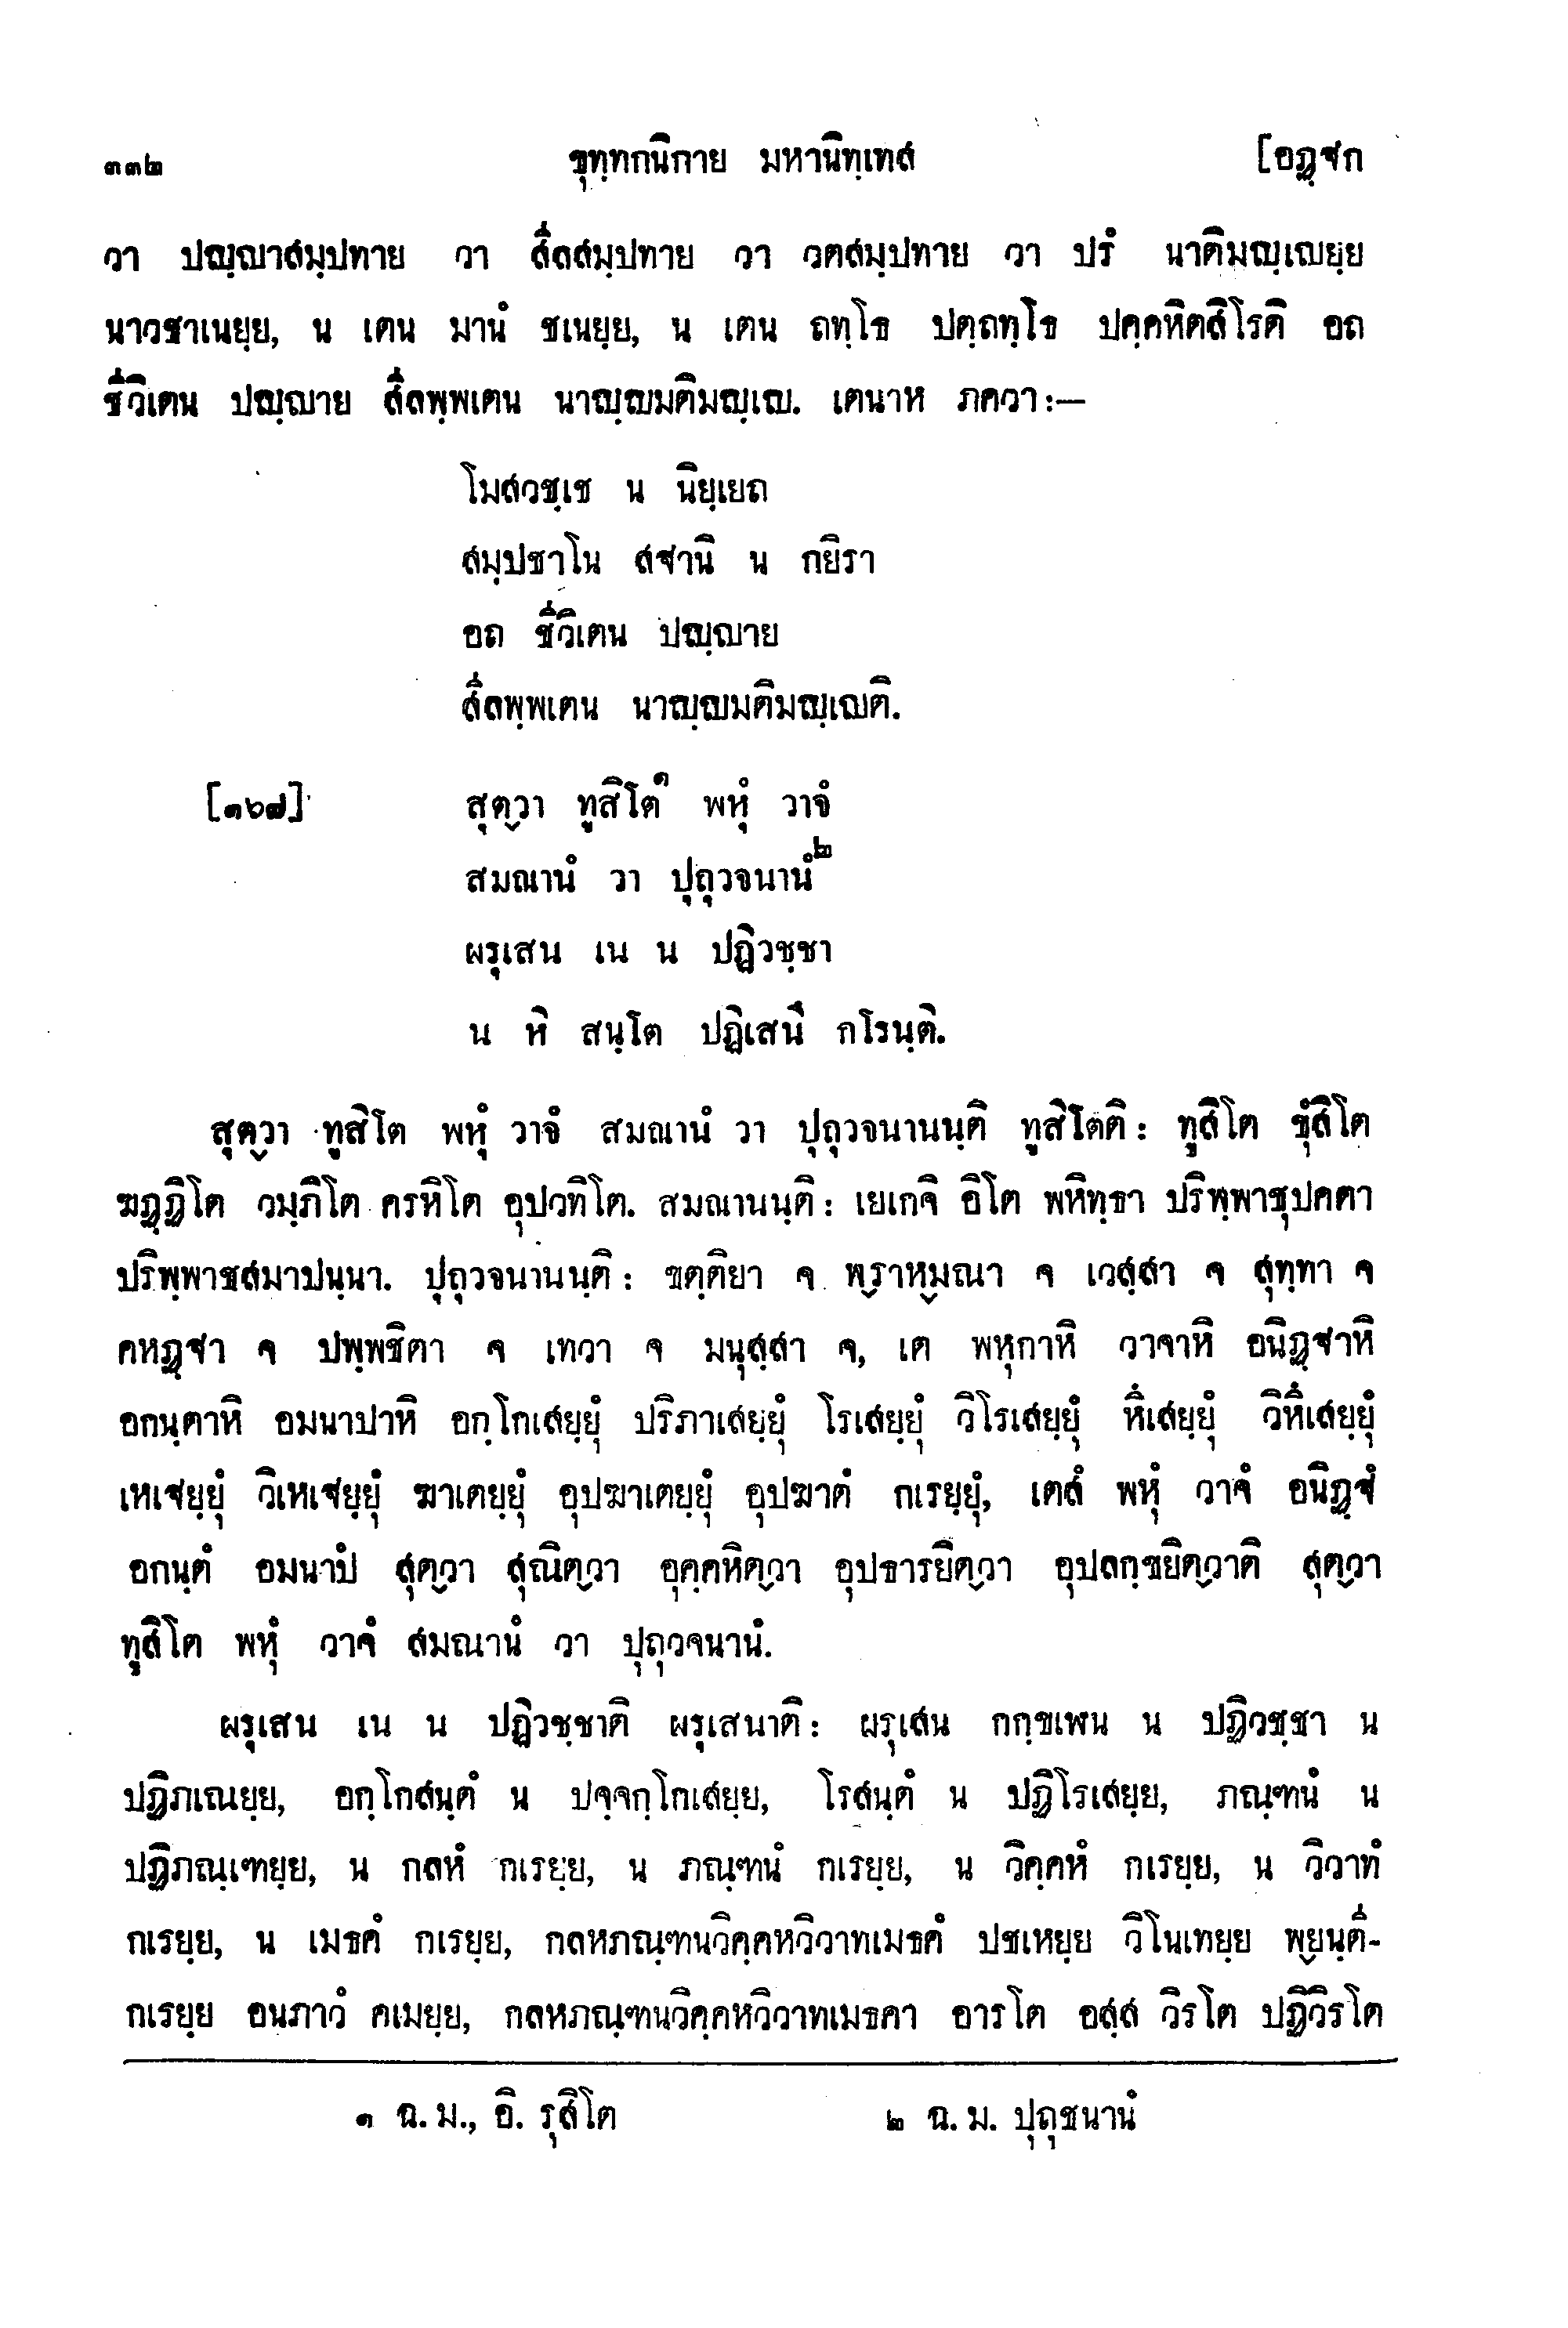 ๓๓๒ ขุทฺทกนิกาย มหานิทฺเทส [อฏฺฐก
วา ปญฺญาสมฺปทาย วา สีลสมฺปทาย วา วตสมฺปทาย วา ปรํ นาติมญฺเญยฺย
นาวชาเนยฺย, น เตน มานํ ชเนยฺย, น เตน ถทฺโธ ปตฺถทฺโธ ปคฺคหิตสิโรติ อถ
ชีวิเตน ปญฺญาย สีลพฺพเตน นาญฺญมติมญฺเญ. เตนาห ภควา :—
โมสวชฺเช น นิยฺเยถ
สมฺปชาโน สฐานิ น กยิรา
อถ ชีวิเตน ปญฺญาย
สีลพฺพเตน นาญฺญมติมญฺเญติ.
[๑๖๗] สุตฺวา ทูสิโต๑ พหุํ วาจํ
สมณานํ วา ปุถุวจนานํ๒
ผรุเสน เน น ปฏิวชฺชา
น หิ สนฺโต ปฏิเสนึ กโรนฺติ.
สุตฺวา ทูสิโต พหุํ วาจํ สมณานํ วา ปุถุวจนานนฺติ ทูสิโตติ : ทูสิโต ขุํสิโต
ฆฏฺฏิโต วมฺภิโต ครหิโต อุปวทิโต. สมณานนฺติ : เยเกจิ อิโต พหิทฺธา ปริพฺพาชุปคตา
ปริพฺพาชสมาปนฺนา. ปุถุวจนานนฺติ : ขตฺติยา จ พฺราหฺมณา จ เวสฺสา จ สุทฺทา จ
คหฏฺฐา จ ปพฺพชิตา จ เทวา จ มนุสฺสา จ, เต พหุกาหิ วาจาหิ อนิฏฺฐาหิ
อกนฺตาหิ อมนาปาหิ อกฺโกเสยฺยุํ ปริภาเสยฺยุํ โรเสยฺยุํ วิโรเสยฺยุํ หึเสยฺยุํ วิหึเสยฺยุํ
เหเฐยฺยุํ วิเหเฐยฺยุํ ฆาเตยฺยุํ อุปฆาเตยฺยุํ อุปฆาตํ กเรยฺยุํ, เตสํ พหุํ วาจํ อนิฏฺฐํ
อกนฺตํ อมนาปํ สุตฺวา สุณิตฺวา อุคฺคหิตฺวา อุปธารยิตฺวา อุปลกฺขยิตฺวาติ สุตฺวา
ทูสิโต พหุํ วาจํ สมณานํ วา ปุถุวจนานํ.
ผรุเสน เน น ปฏิวชฺชาติ ผรุเสนาติ : ผรุเสน กกฺขเฬน น ปฏิวชฺชา น
ปฏิภเณยฺย, อกฺโกสนฺตํ น ปจฺจกฺโกเสยฺย, โรสนฺตํ น ปฏิโรเสยฺย, ภณฺฑนํ น
ปฏิภณฺเฑยฺย, น กลหํ กเรยฺย, น ภณฺฑนํ กเรยฺย, น วิคฺคหํ กเรยฺย, น วิวาทํ
กเรยฺย, น เมธคํ กเรยฺย, กลหภณฺฑนวิคฺคหวิวาทเมธคํ ปชเหยฺย วิโนเทยฺย พฺยนฺตี-
กเรยฺย อนภาวํ คเมยฺย, กลหภณฺฑนวิคฺคหวิวาทเมธคา อารโต อสฺส วิรโต ปฏิวิรโต
๑ ฉ. ม., อิ. รุสิโต ๒ ฉ. ม. ปุถุชนานํ